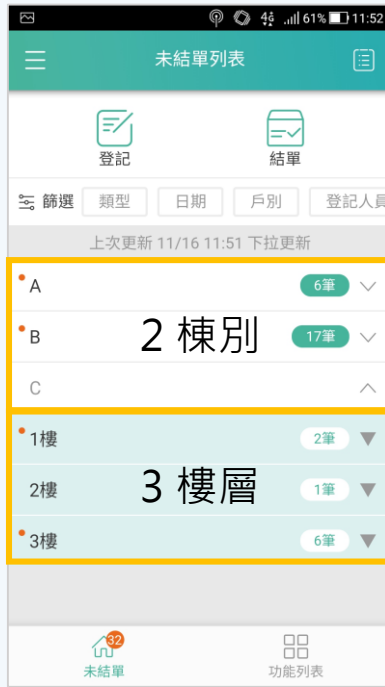 4G 61% 11:52
未結單列表
登記 結單
篩選 類型 日期 戶別 登記人員
上次更新 11/16 11:51 下拉更新
A 6筆
B 17筆
2 棟別
C
1樓 2筆
2樓 1筆
3 樓層
3樓 6筆
32
未結單 功能列表